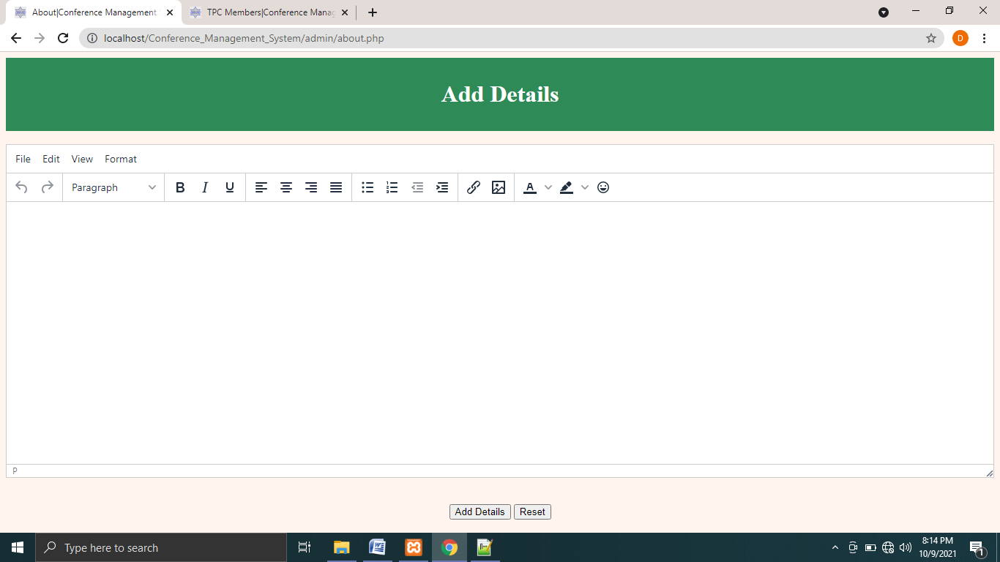 About|Conference Management
TPC Members|Conference Manag
localhost/Conference_Management_System/admin/about.php
D
Add Details
File Edit View Format
Paragraph B I U A
P
Add Details Reset
Type here to search
8:14 PM
10/9/2021
1